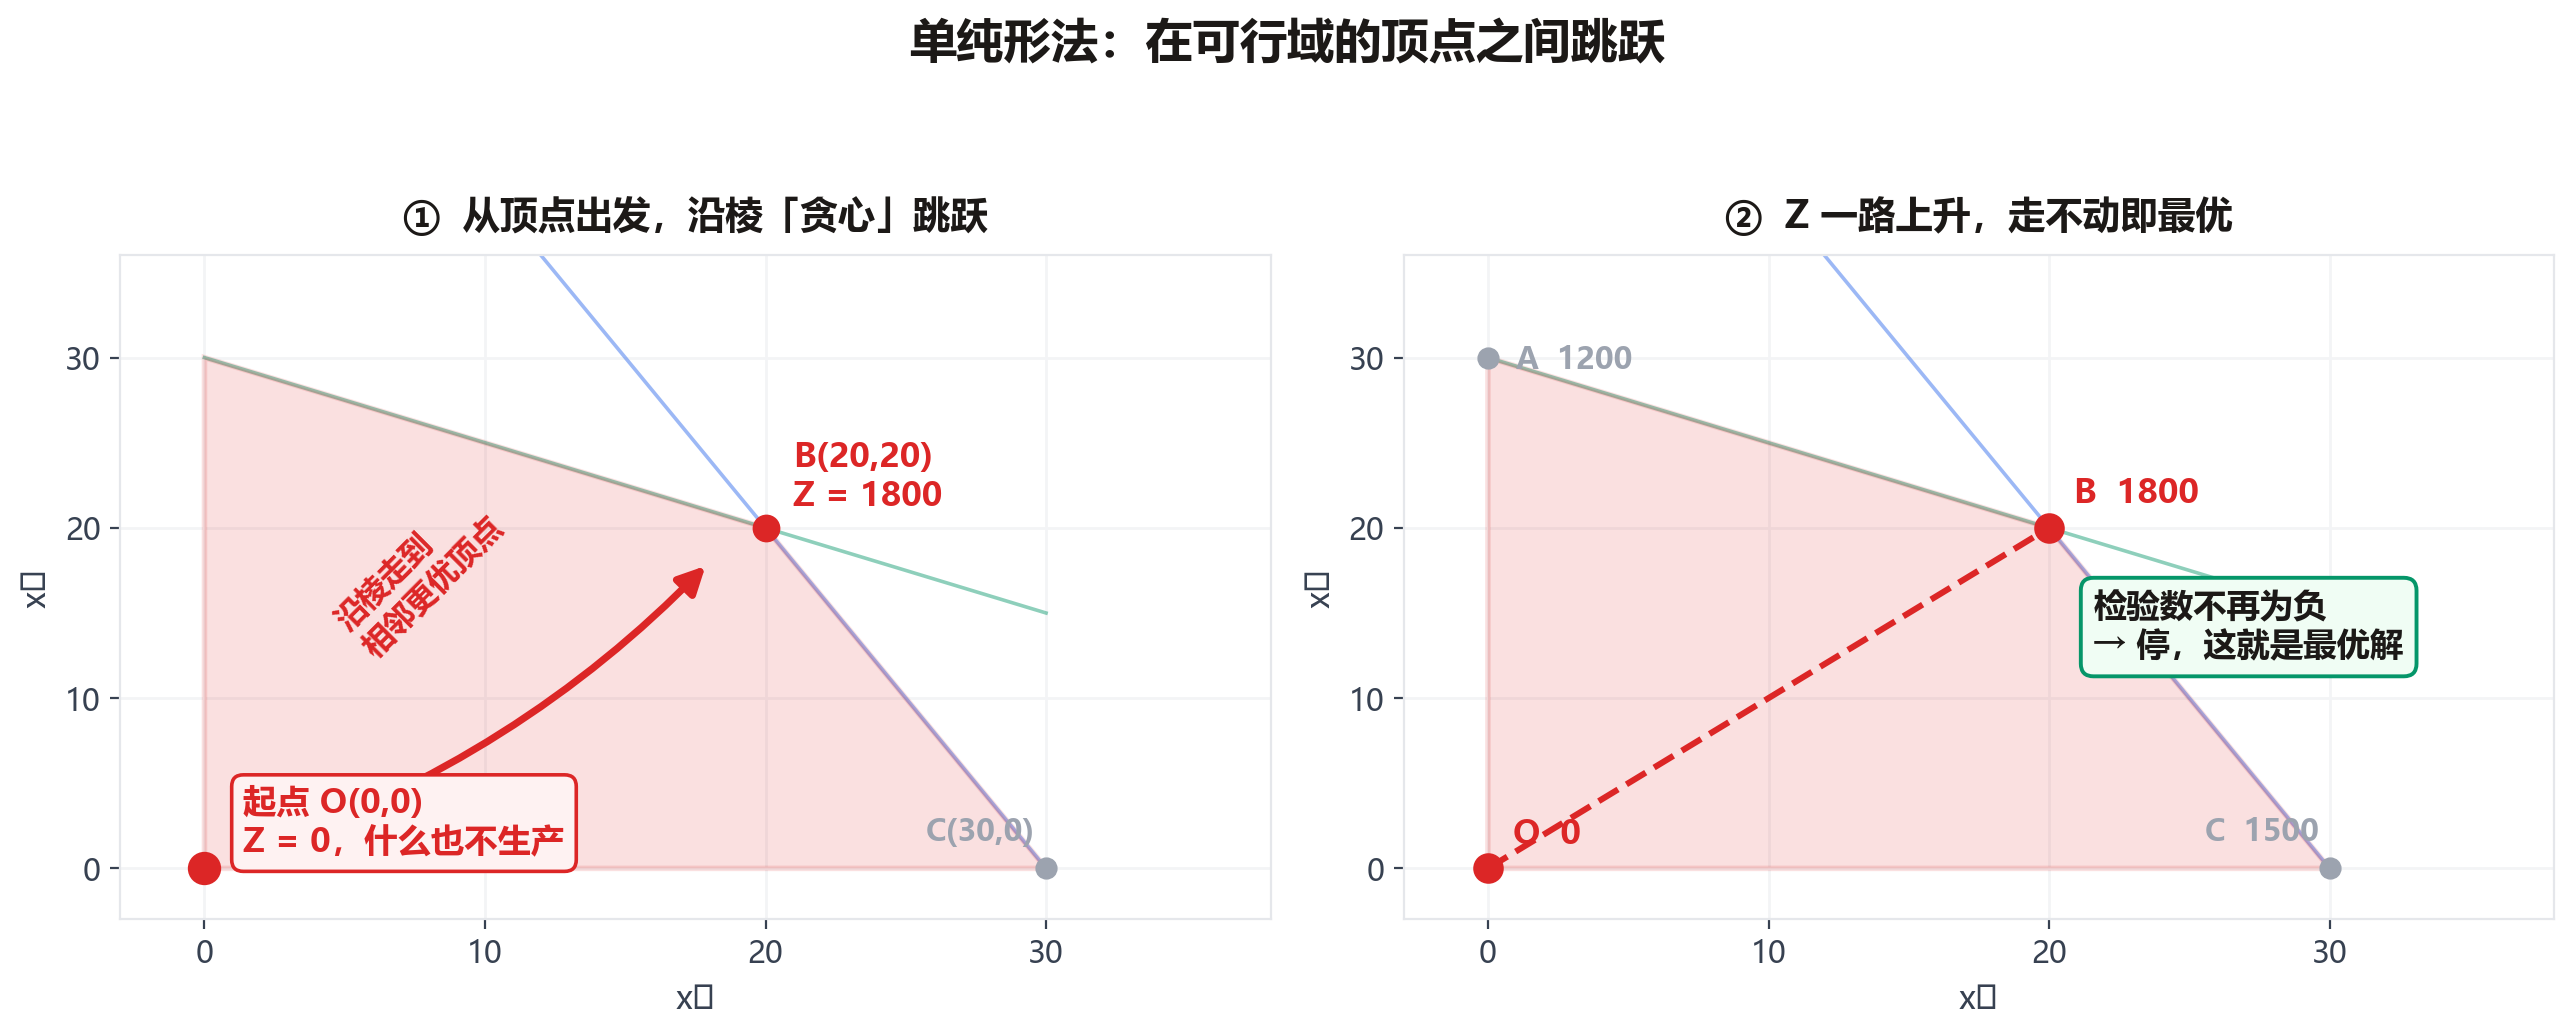 单纯形法：在可行域的顶点之间跳跃
① 从顶点出发，沿棱「贪心」跳跃
30
20
10
0
0
10
20
30
x▯
x▯
B(20,20)
Z = 1800
沿棱走到
相邻更优顶点
起点 O(0,0)
Z = 0，什么也不生产
C(30,0)
② Z 一路上升，走不动即最优
30
20
10
0
0
10
20
30
x▯
x▯
A 1200
B 1800
检验数不再为负
→ 停，这就是最优解
O 0
C 1500